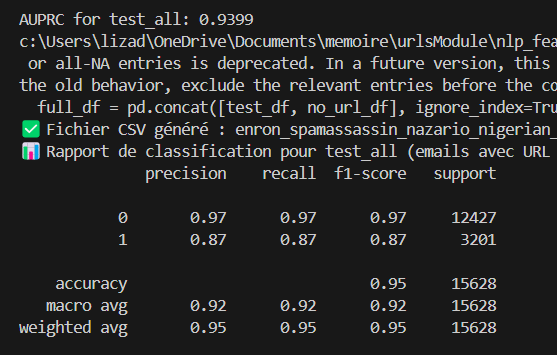 AUPRC for test_all: 0.9399
c:\Users\lizad\OneDrive\Documents\memoire\urlsModule\nlp_fea
or all-NA entries is deprecated. In a future version, this
the old behavior, exclude the relevant entries before the co
full_df = pd.concat([test_df, no_url_df], ignore_index=Tru
✅ Fichier CSV généré : enron_spamassassin_nazario_nigerian_
📊 Rapport de classification pour test_all (emails avec URL
precision recall f1-score support
0 0.97 0.97 0.97 12427
1 0.87 0.87 0.87 3201
accuracy 0.95 15628
macro avg 0.92 0.92 0.92 15628
weighted avg 0.95 0.95 0.95 15628